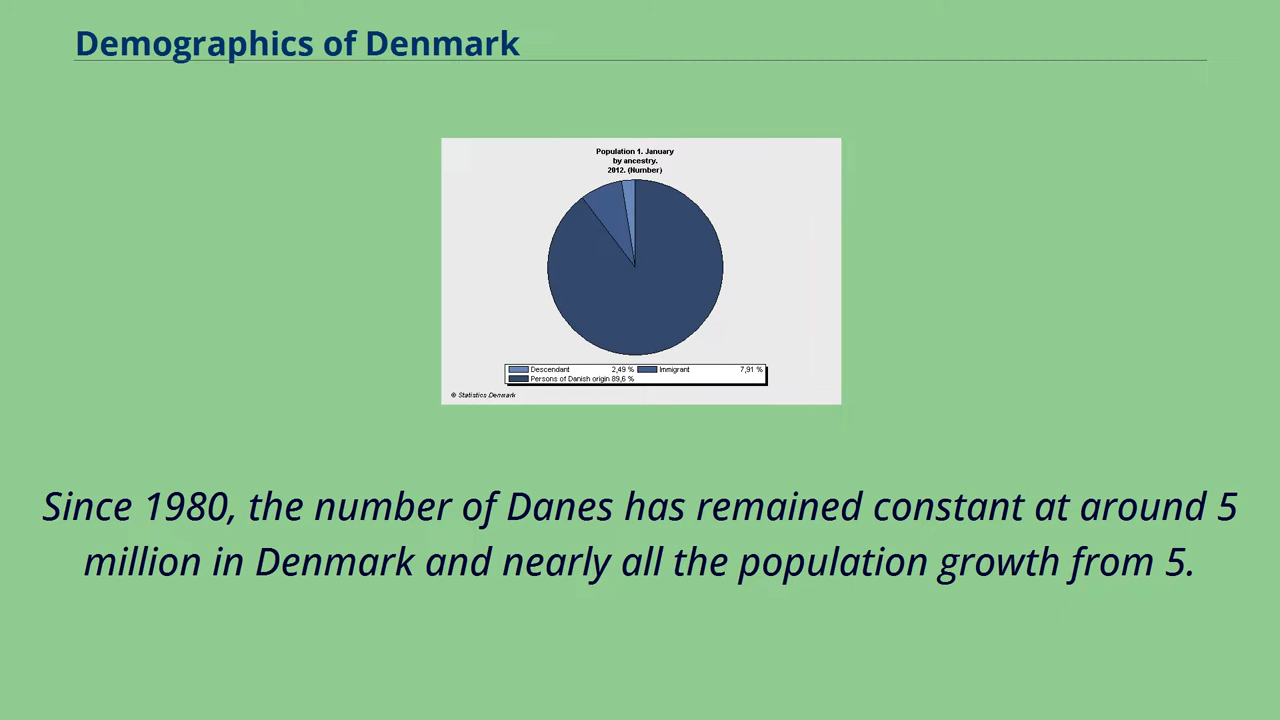 Demographics of Denmark
Population 1. January
by ancestry.
2012. (Number)
Descendant 2,49 % Immigrant 7,91 %
Persons of Danish origin 89,6 %
© Statistics Denmark
Since 1980, the number of Danes has remained constant at around 5
million in Denmark and nearly all the population growth from 5.